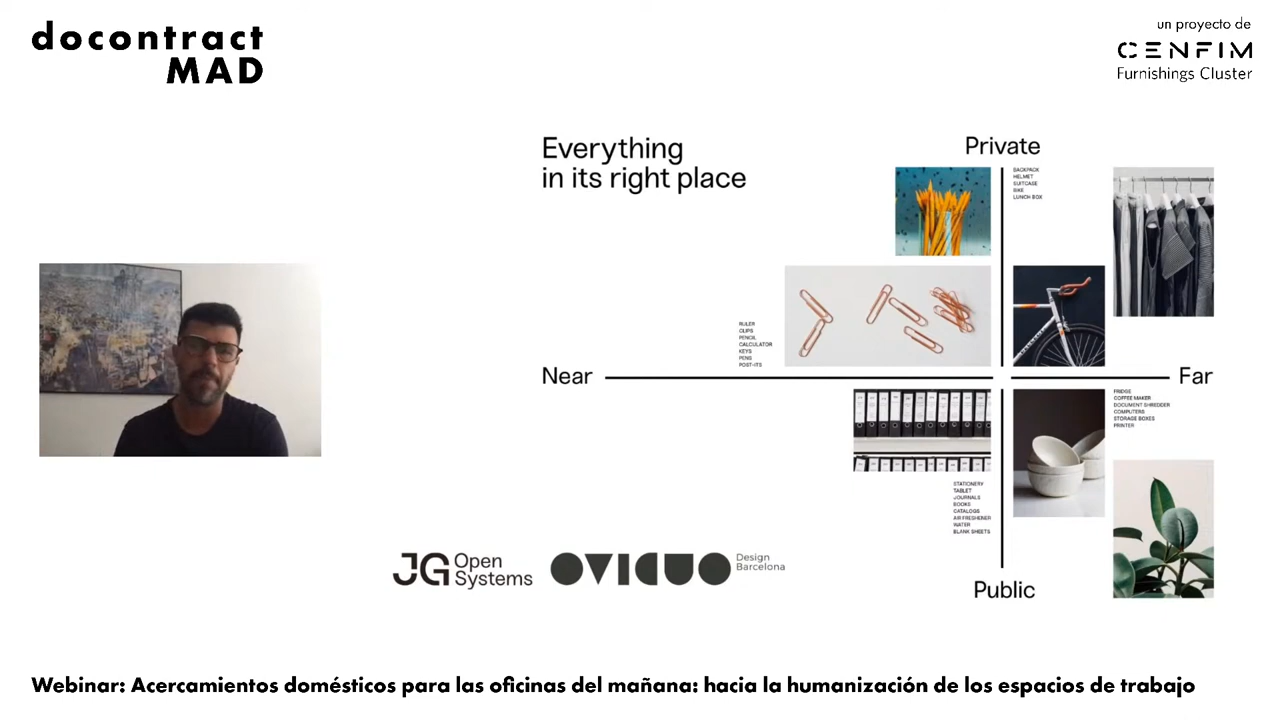 docontract
MAD
un proyecto de
CENFIM
Furnishings Cluster
Everything
in its right place
Private
BACKPACK
HELMET
SUITCASE
BIKE
LUNCH BOX
RULER
CLIPS
PENCIL
CALCULATOR
KEYS
PENS
POST-ITS
Near
Far
FRIDGE
COFFEE MAKER
DOCUMENT SHREDDER
COMPUTERS
STORAGE BOXES
PRINTER
STATIONERY
TABLET
JOURNALS
BOOKS
CATALOGS
AIR FRESHENER
WATER
BLANK SHEETS
Public
JG Open
Systems
OVICUO Design
Barcelona
Webinar: Acercamientos domésticos para las oficinas del mañana: hacia la humanización de los espacios de trabajo